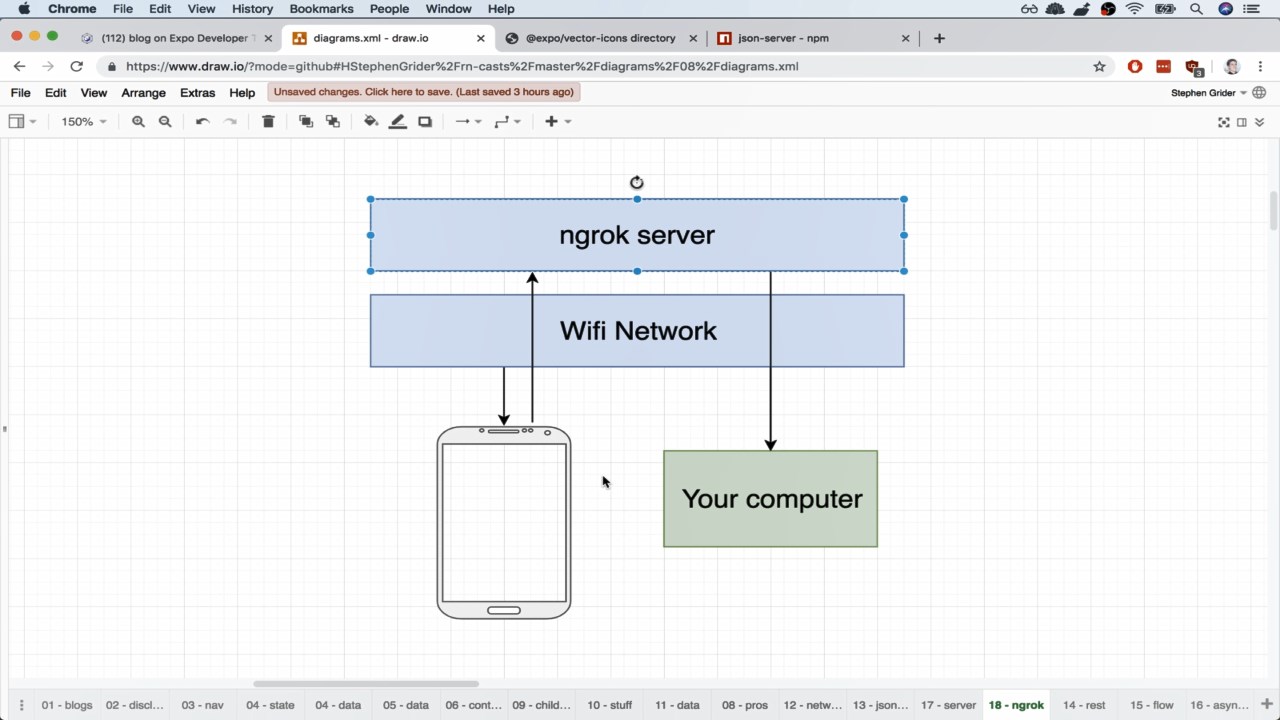 Chrome File Edit View History Bookmarks People Window Help
(112) blog on Expo Developer T
diagrams.xml - draw.io
@expo/vector-icons directory
json-server - npm
https://www.draw.io/?mode=github#HStephenGrider%2Frn-casts%2Fmaster%2Fdiagrams%2F08%2Fdiagrams.xml
3
File Edit View Arrange Extras Help
Unsaved changes. Click here to save. (Last saved 3 hours ago)
Stephen Grider
150%
ngrok server
Wifi Network
Your computer
01 - blogs
02 - discl...
03 - nav
04 - state
04 - data
05 - data
06 - cont...
09 - child...
10 - stuff
11 - data
08 - pros
12 - netw...
13 - json...
17 - server
18 - ngrok
14 - rest
15 - flow
16 - asyn...